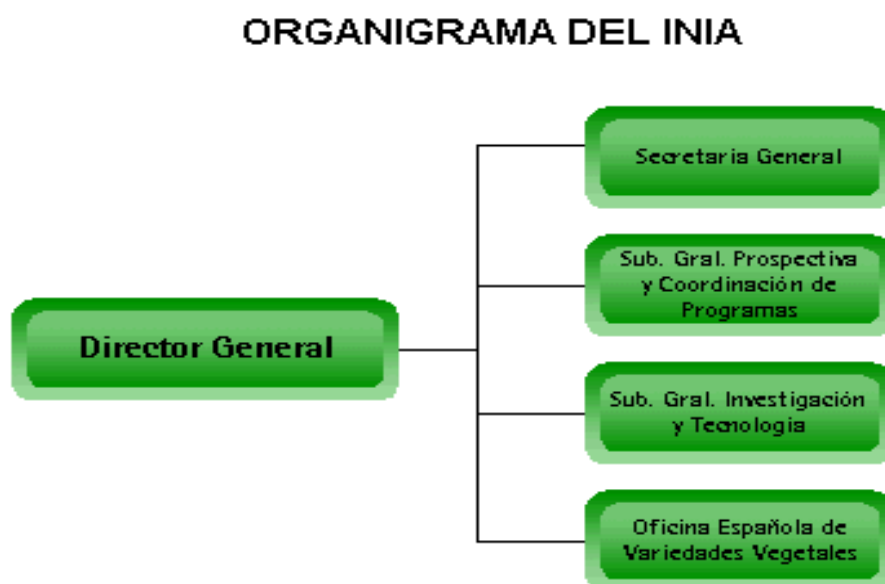 ORGANIGRAMA DEL INIA
Secretaria General
Sub. Gral. Prospectiva
y Coordinación de
Programas
Director General
Sub. Gral. Investigación
y Tecnologia
Oficina Española de
Variedades Vegetales